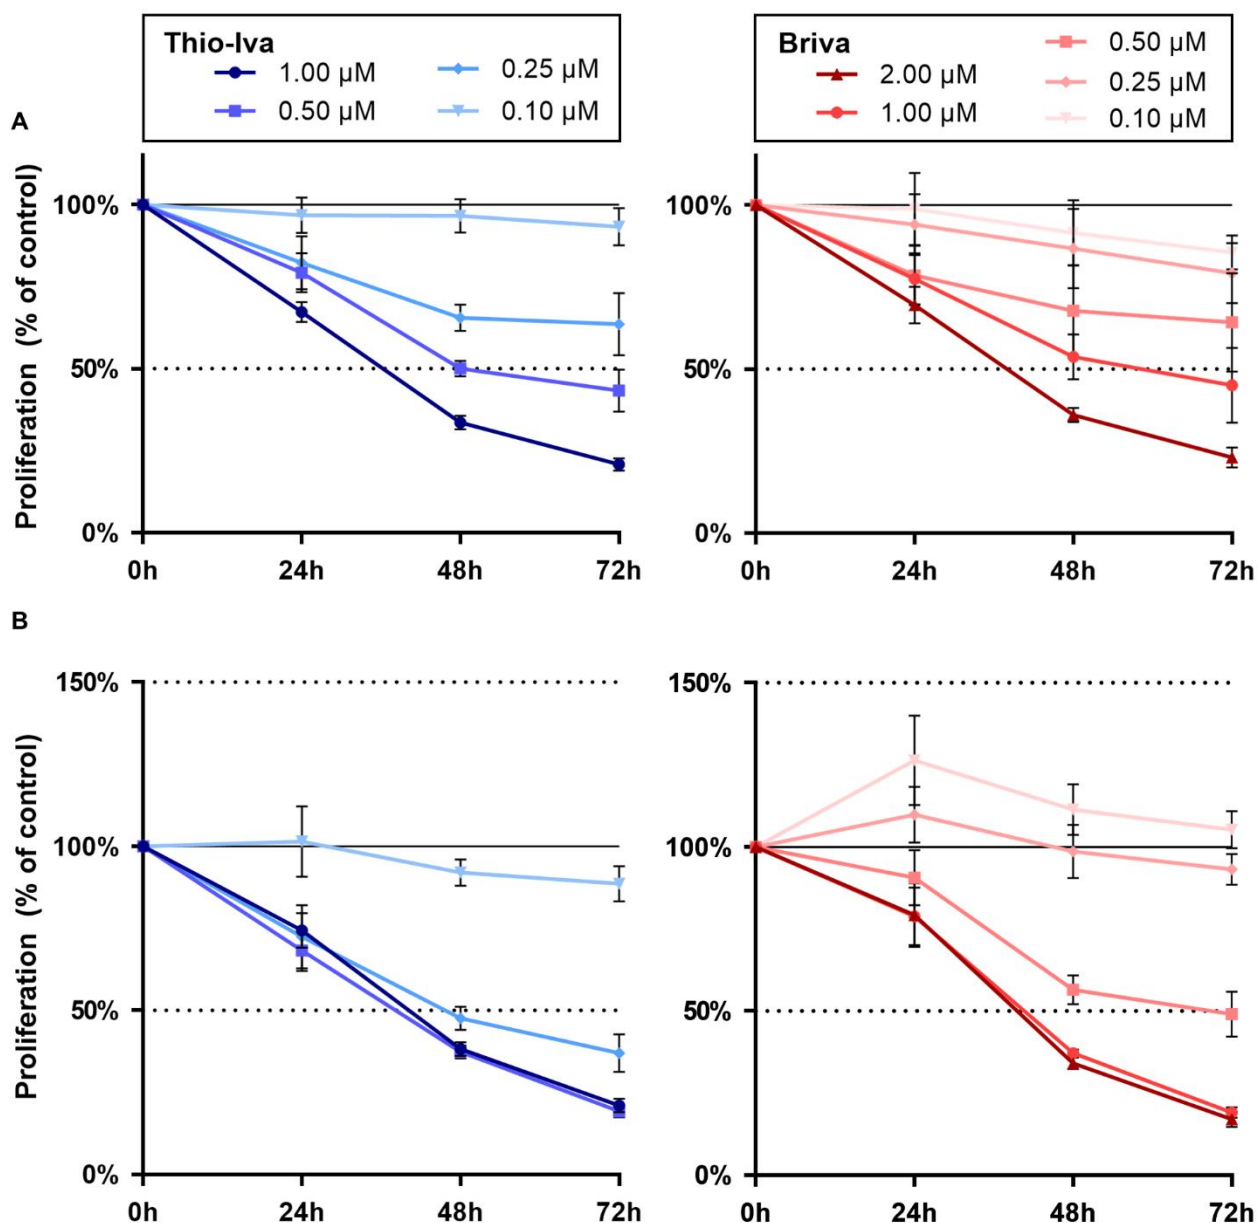 Thio-Iva
1.00 µM
0.25 µM
0.50 µM
0.10 µM
Briva
0.50 µM
2.00 µM
0.25 µM
1.00 µM
0.10 µM
A
Proliferation (% of control)
100%
50%
0%
0h
24h
48h
72h
100%
50%
0%
0h
24h
48h
72h
B
Proliferation (% of control)
150%
100%
50%
0%
0h
24h
48h
72h
150%
100%
50%
0%
0h
24h
48h
72h